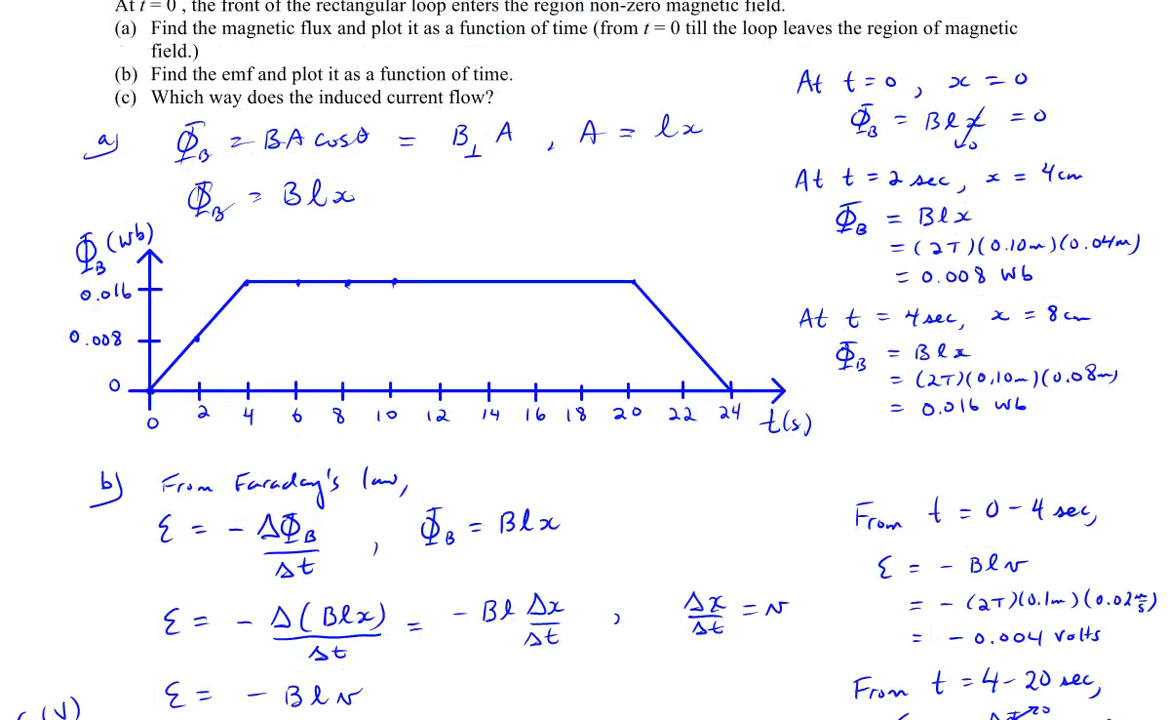 At t = 0 , the front of the rectangular loop enters the region non-zero magnetic field.
(a) Find the magnetic flux and plot it as a function of time (from t = 0 till the loop leaves the region of magnetic
field.)
(b) Find the emf and plot it as a function of time.
(c) Which way does the induced current flow?
a) Φ_B = BA cosθ = B_⊥ A , A = lx
Φ_B = Blx
Φ_B (Wb)
0.016
0.008
0
0 2 4 6 8 10 12 14 16 18 20 22 24 t(s)
At t = 0 , x = 0
Φ_B = Blx = 0
→0
At t = 2 sec, x = 4cm
Φ_B = Blx
= (2T)(0.10m)(0.04m)
= 0.008 Wb
At t = 4sec, x = 8cm
Φ_B = Blx
= (2T)(0.10m)(0.08m)
= 0.016 Wb
b) From Faraday's law,
ε = - ΔΦ_B/Δt , Φ_B = Blx
ε = - Δ(Blx)/Δt = - Bl Δx/Δt , Δx/Δt = v
ε = - Blv
(V)
From t = 0-4 sec,
ε = - Blv
= - (2T)(0.1m)(0.02 m/s)
= - 0.004 volts
From t = 4-20 sec,